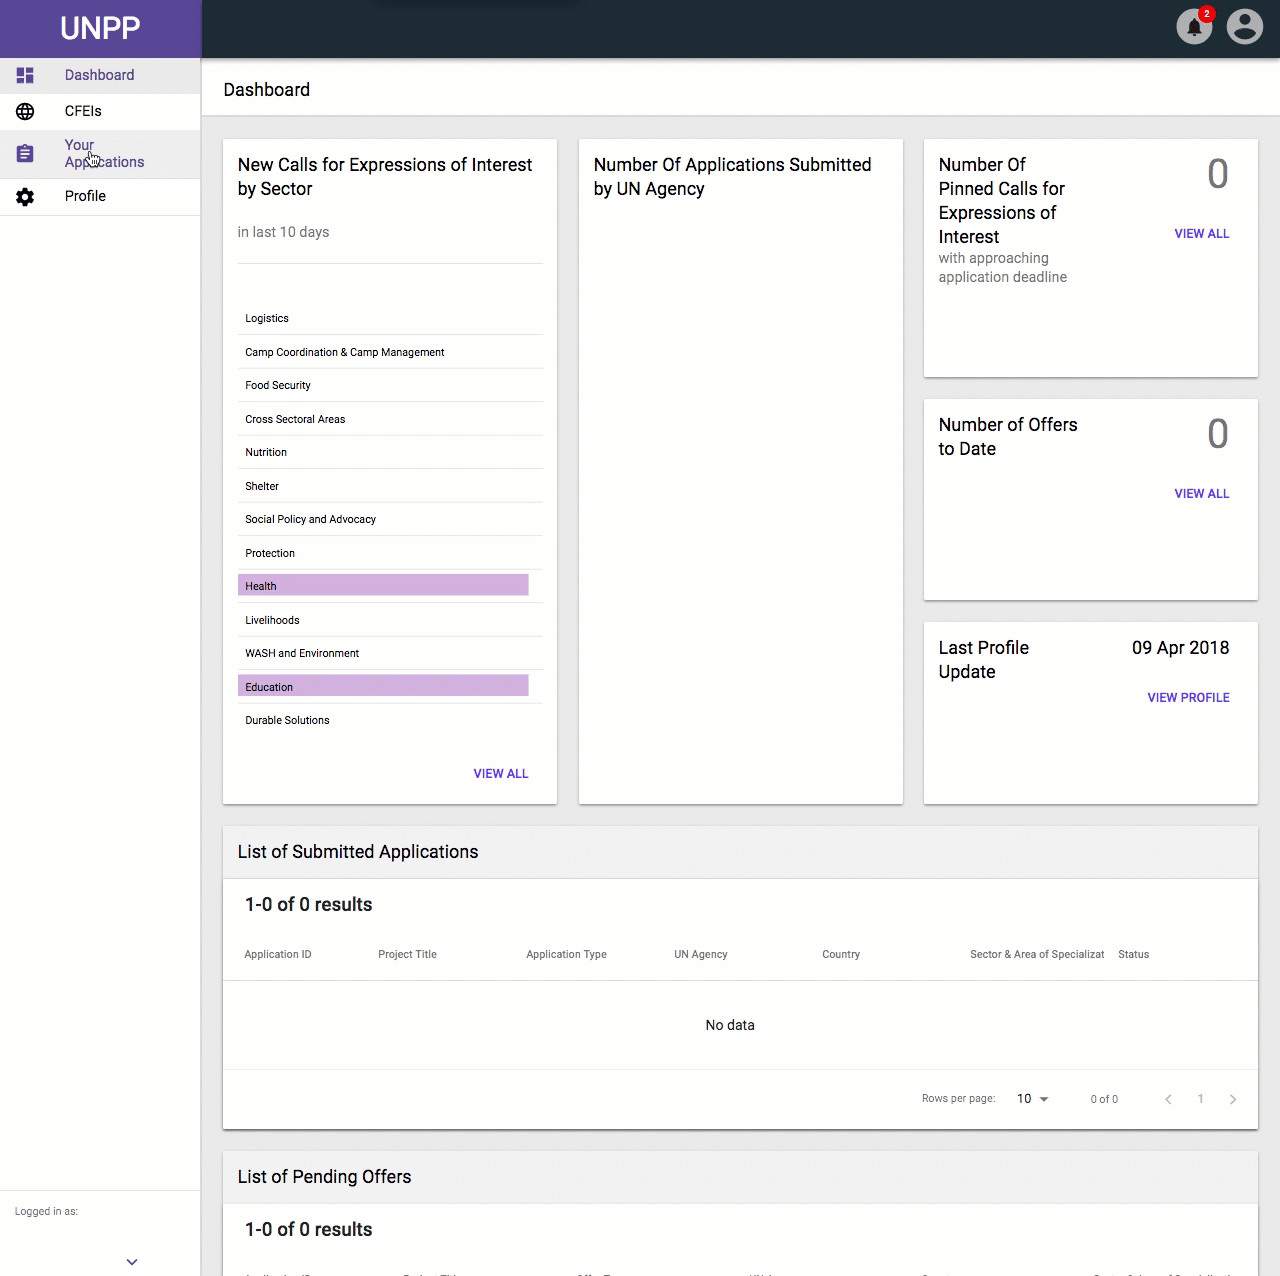 UNPP
2
Dashboard
CFEIs
Your
Applications
Profile
Dashboard
New Calls for Expressions of Interest
by Sector
in last 10 days
Logistics
Camp Coordination & Camp Management
Food Security
Cross Sectoral Areas
Nutrition
Shelter
Social Policy and Advocacy
Protection
Health
Livelihoods
WASH and Environment
Education
Durable Solutions
VIEW ALL
Number Of Applications Submitted
by UN Agency
Number Of
Pinned Calls for
Expressions of
Interest
with approaching
application deadline
0
VIEW ALL
Number of Offers
to Date
0
VIEW ALL
Last Profile
Update
09 Apr 2018
VIEW PROFILE
List of Submitted Applications
1-0 of 0 results
Application ID Project Title Application Type UN Agency Country Sector & Area of Specializat Status
No data
Rows per page: 10 0 of 0 1
List of Pending Offers
1-0 of 0 results
Logged in as: